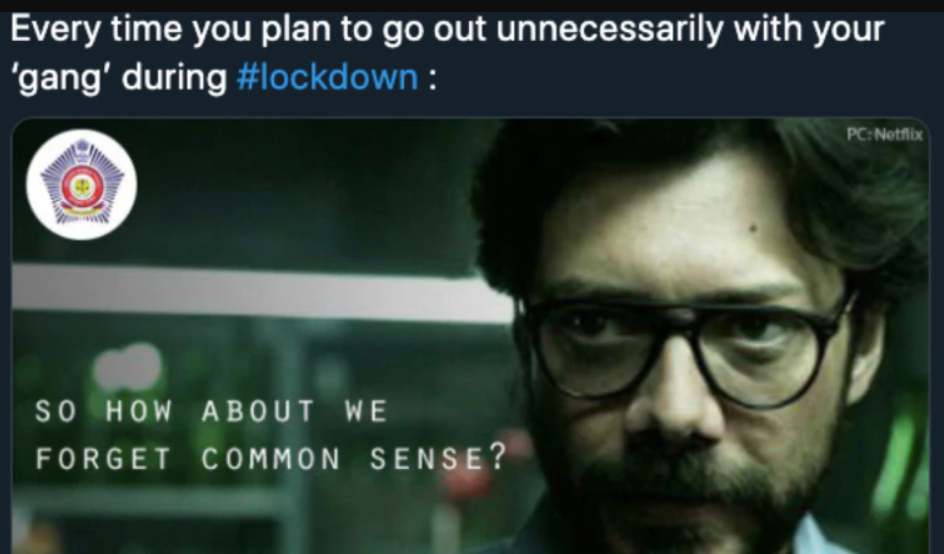 Every time you plan to go out unnecessarily with your
‘gang’ during #lockdown :
PC: Netflix
SO HOW ABOUT WE
FORGET COMMON SENSE?